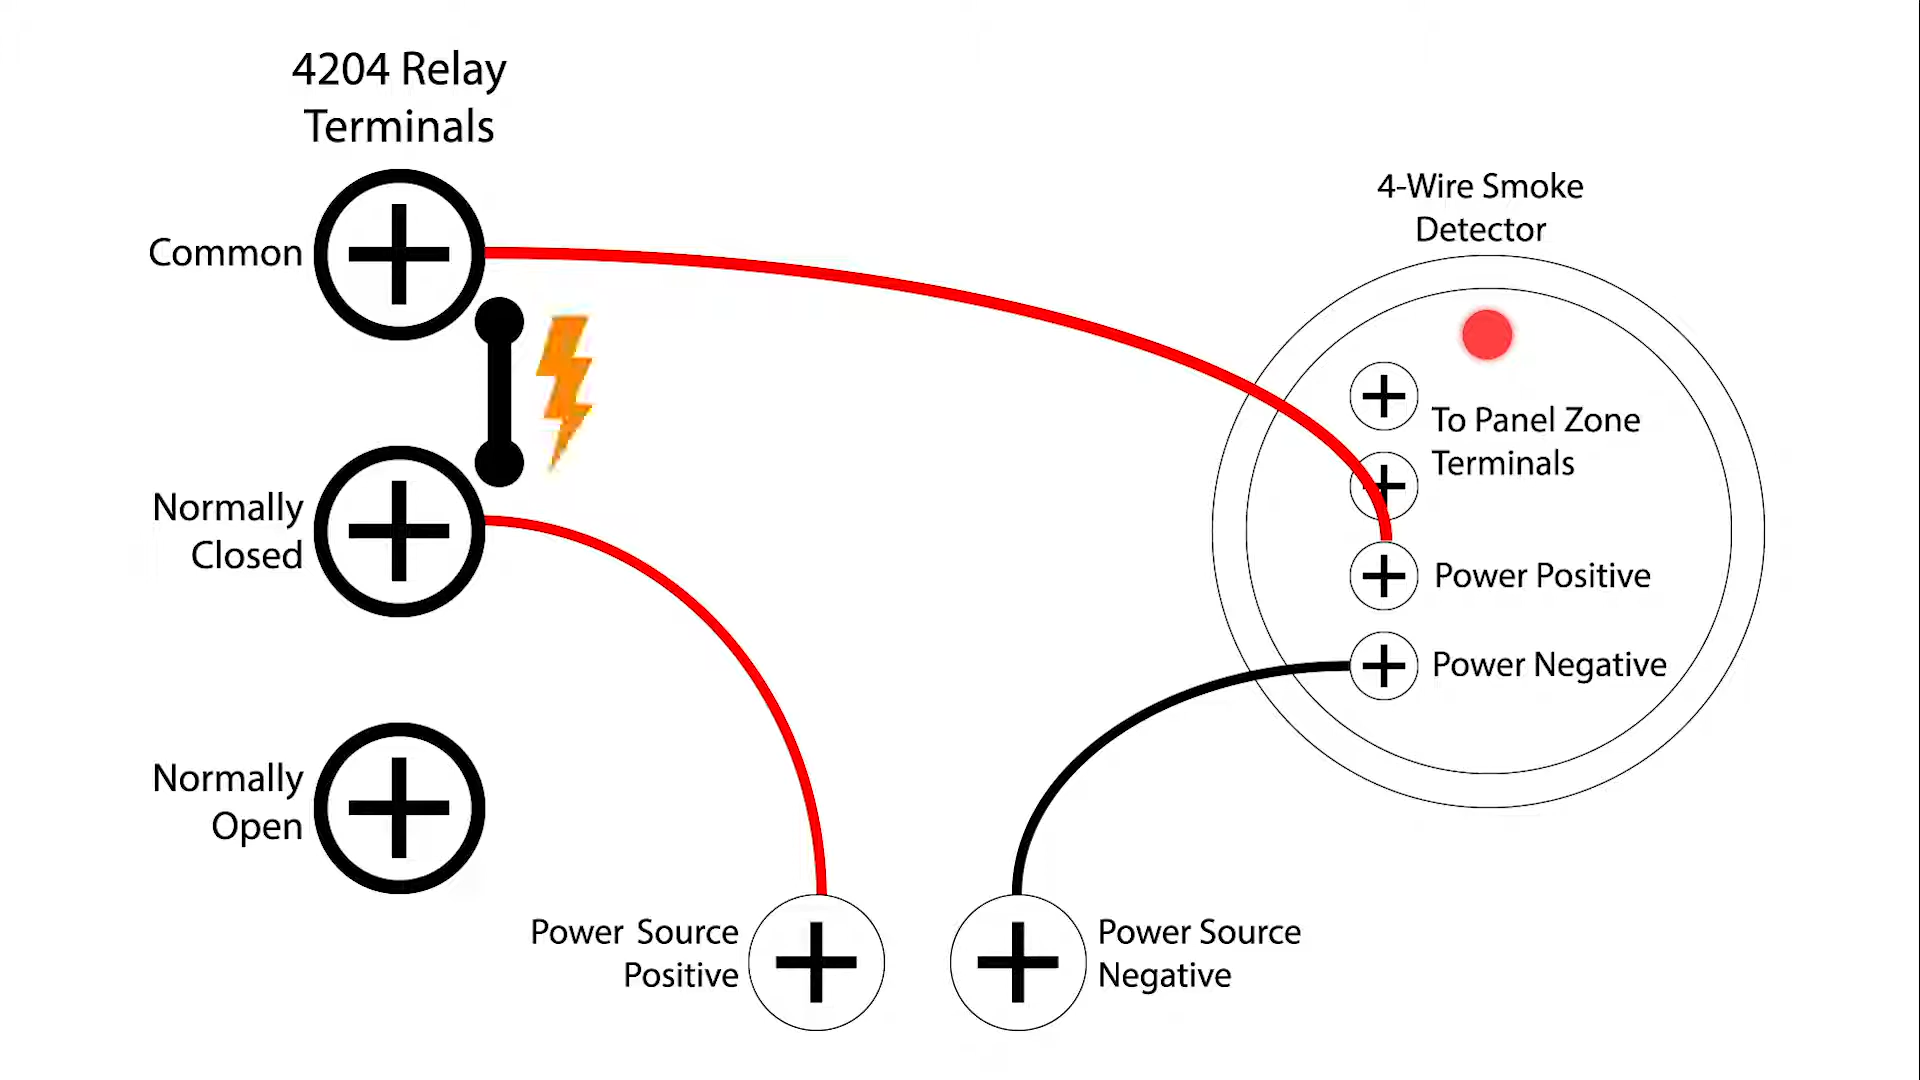 4204 Relay
Terminals
Common
Normally
Closed
Normally
Open
4-Wire Smoke
Detector
To Panel Zone
Terminals
Power Positive
Power Negative
Power Source
Positive
Power Source
Negative